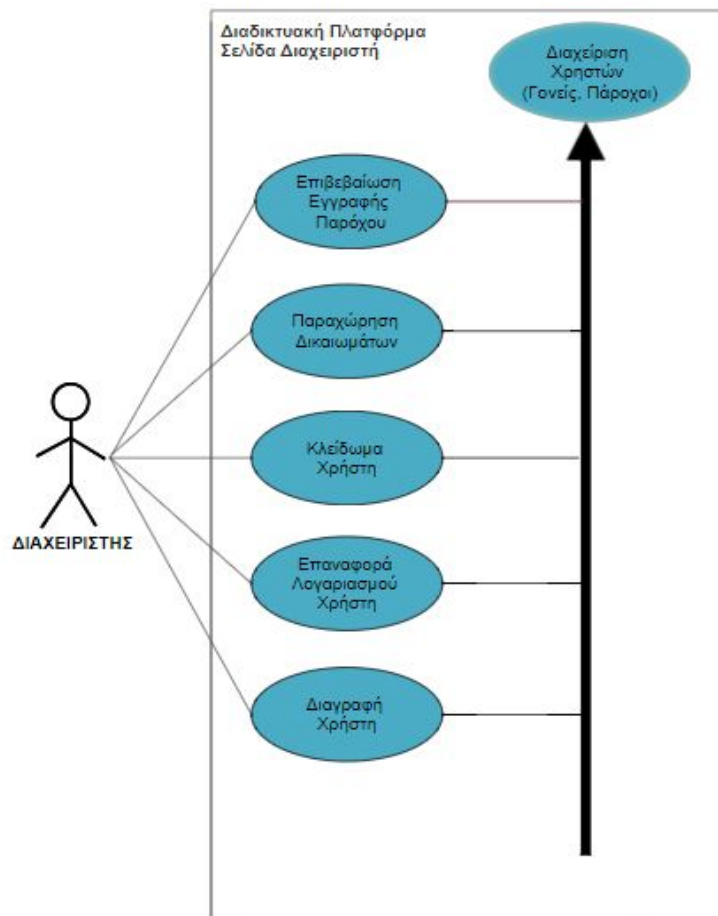 Διαδικτυακή Πλατφόρμα
Σελίδα Διαχειριστή
Διαχείριση
Χρηστών
(Γονείς, Πάροχοι)
Επιβεβαίωση
Εγγραφής
Παρόχου
Παραχώρηση
Δικαιωμάτων
Κλείδωμα
Χρήστη
ΔΙΑΧΕΙΡΙΣΤΗΣ
Επαναφορά
Λογαριασμού
Χρήστη
Διαγραφή
Χρήστη